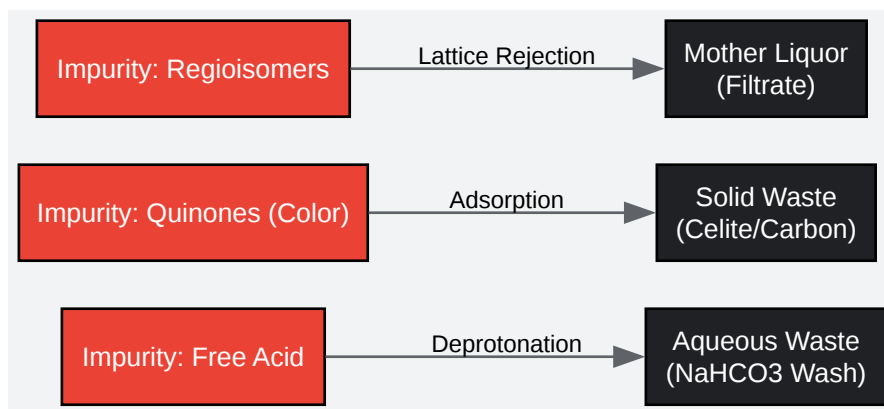 Impurity: Regioisomers
Lattice Rejection
Mother Liquor
(Filtrate)
Impurity: Quinones (Color)
Adsorption
Solid Waste
(Celite/Carbon)
Impurity: Free Acid
Deprotonation
Aqueous Waste
(NaHCO3 Wash)